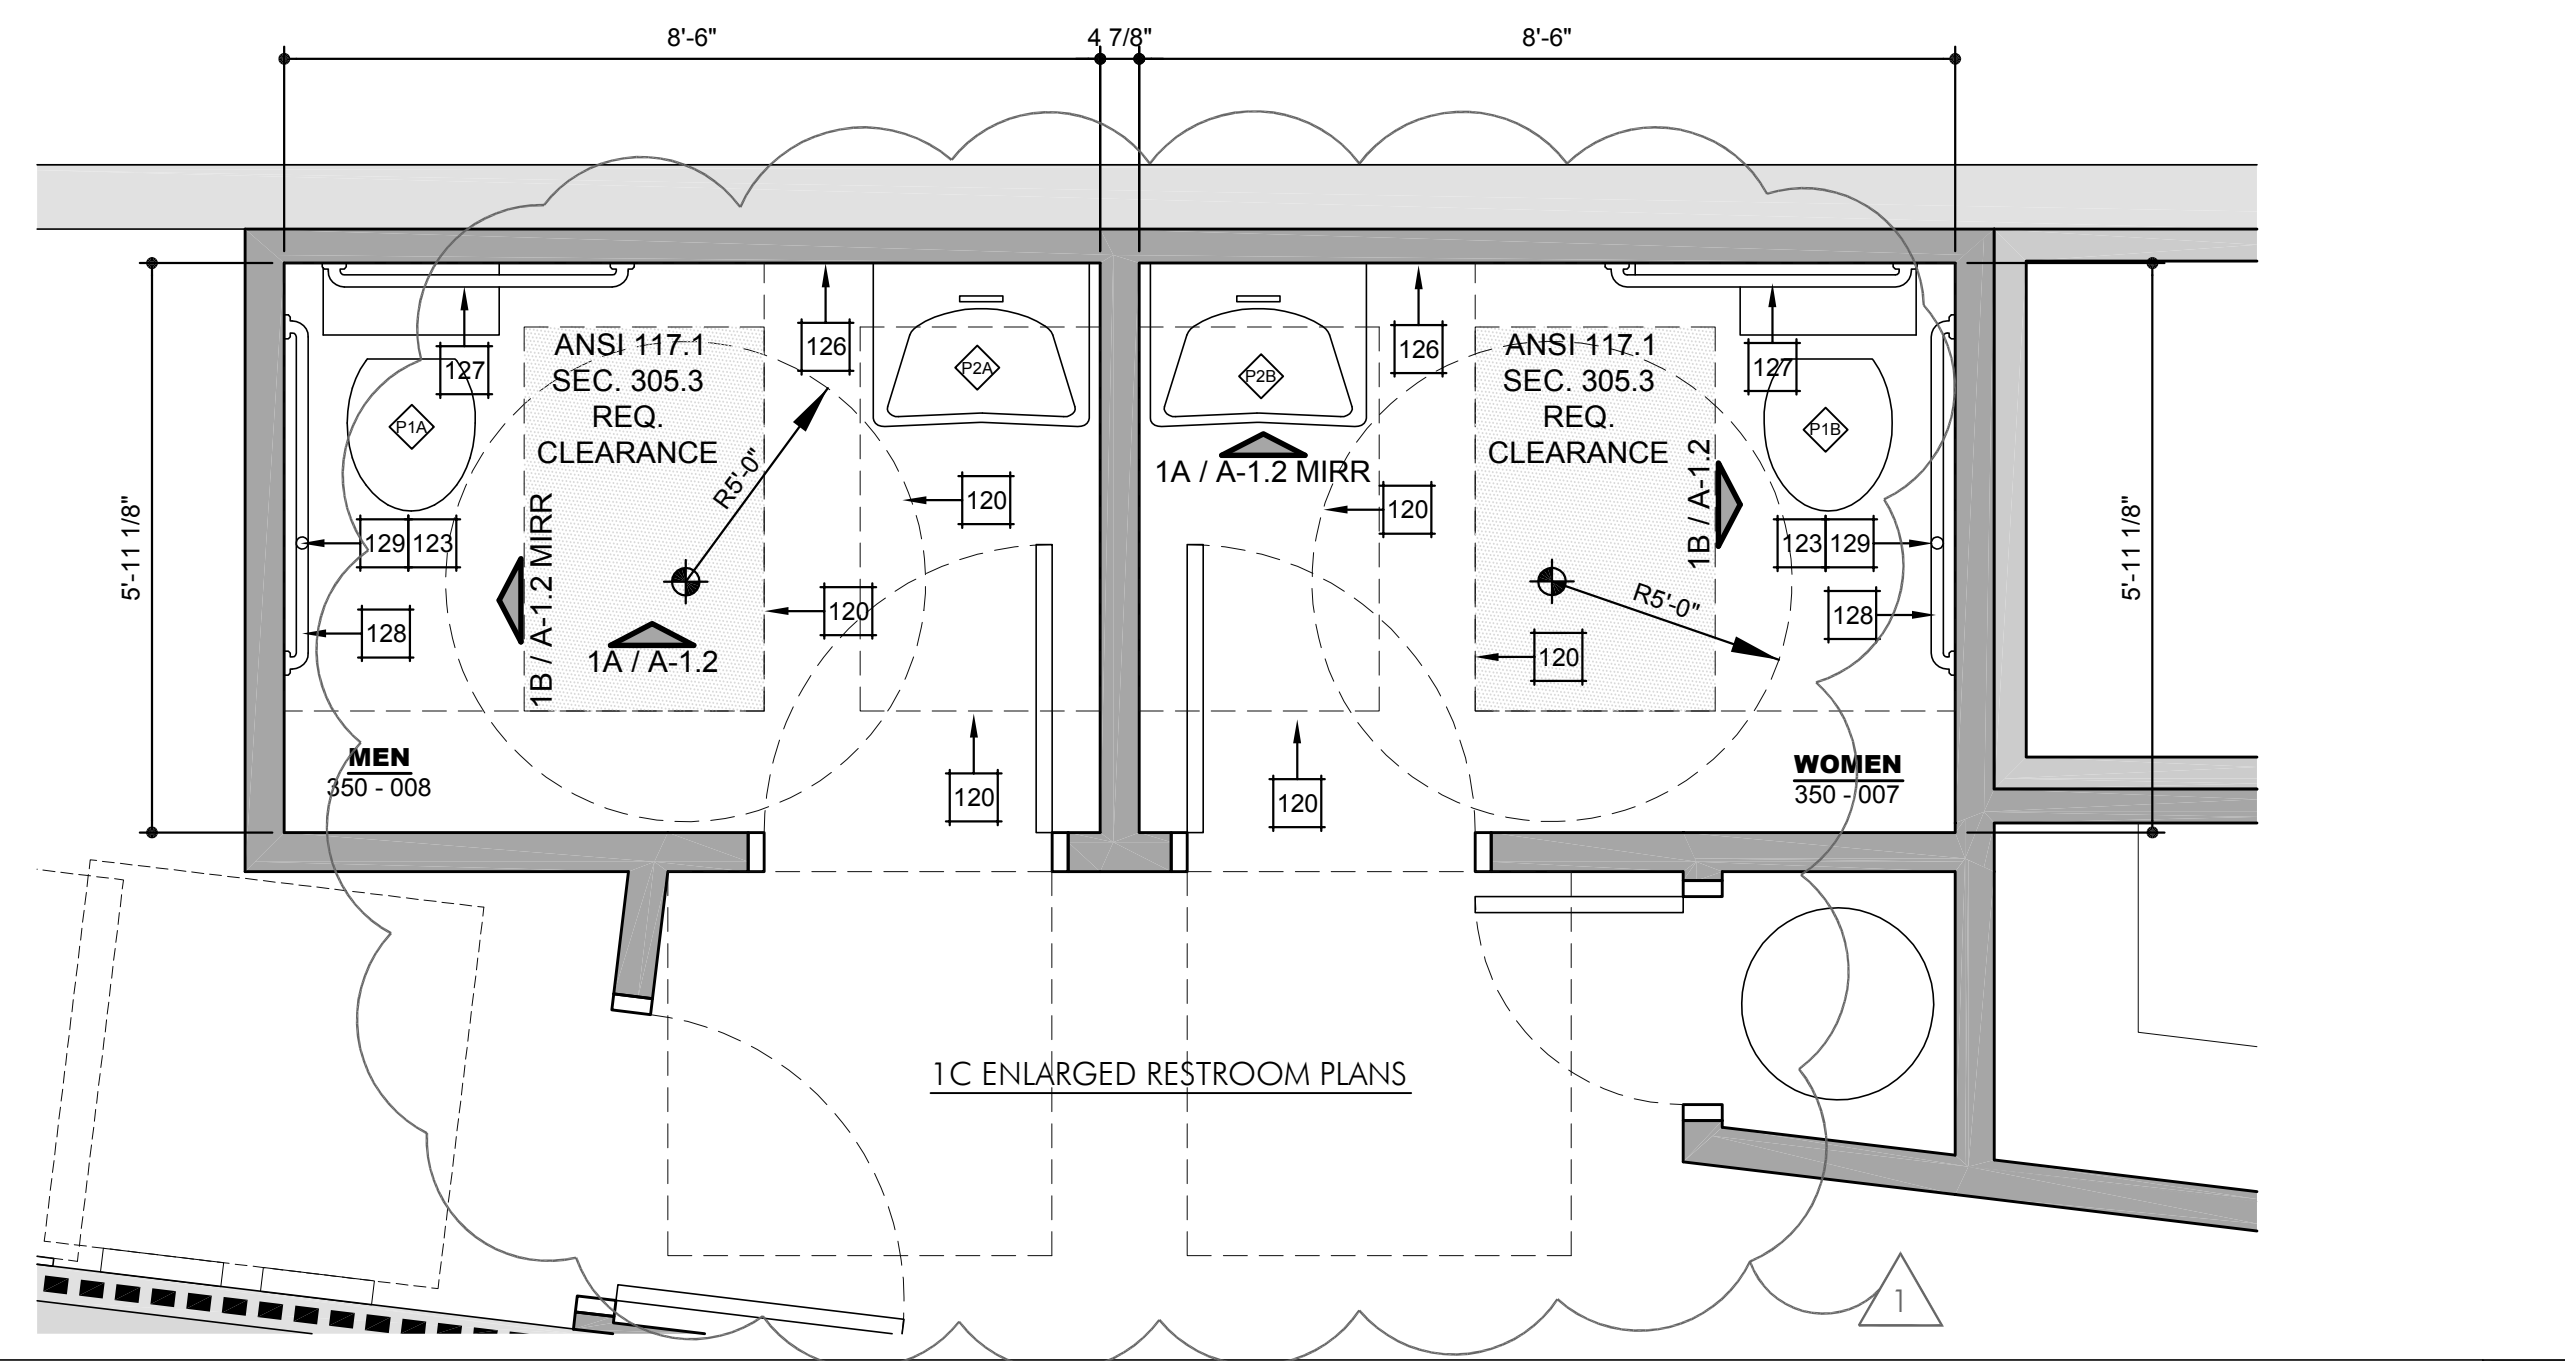 8'-6"
4 7/8"
8'-6"
5'-11 1/8"
5'-11 1/8"
ANSI 117.1
SEC. 305.3
REQ.
CLEARANCE
127
P1A
129
123
128
1B / A-1.2 MIRR
1A / A-1.2
R5'-0"
126
P2A
120
120
120
MEN
350 - 008
P2B
1A / A-1.2 MIRR
126
120
120
ANSI 117.1
SEC. 305.3
REQ.
CLEARANCE
1B / A-1.2
127
P1B
123
129
128
R5'-0"
120
WOMEN
350 - 007
1C ENLARGED RESTROOM PLANS
1